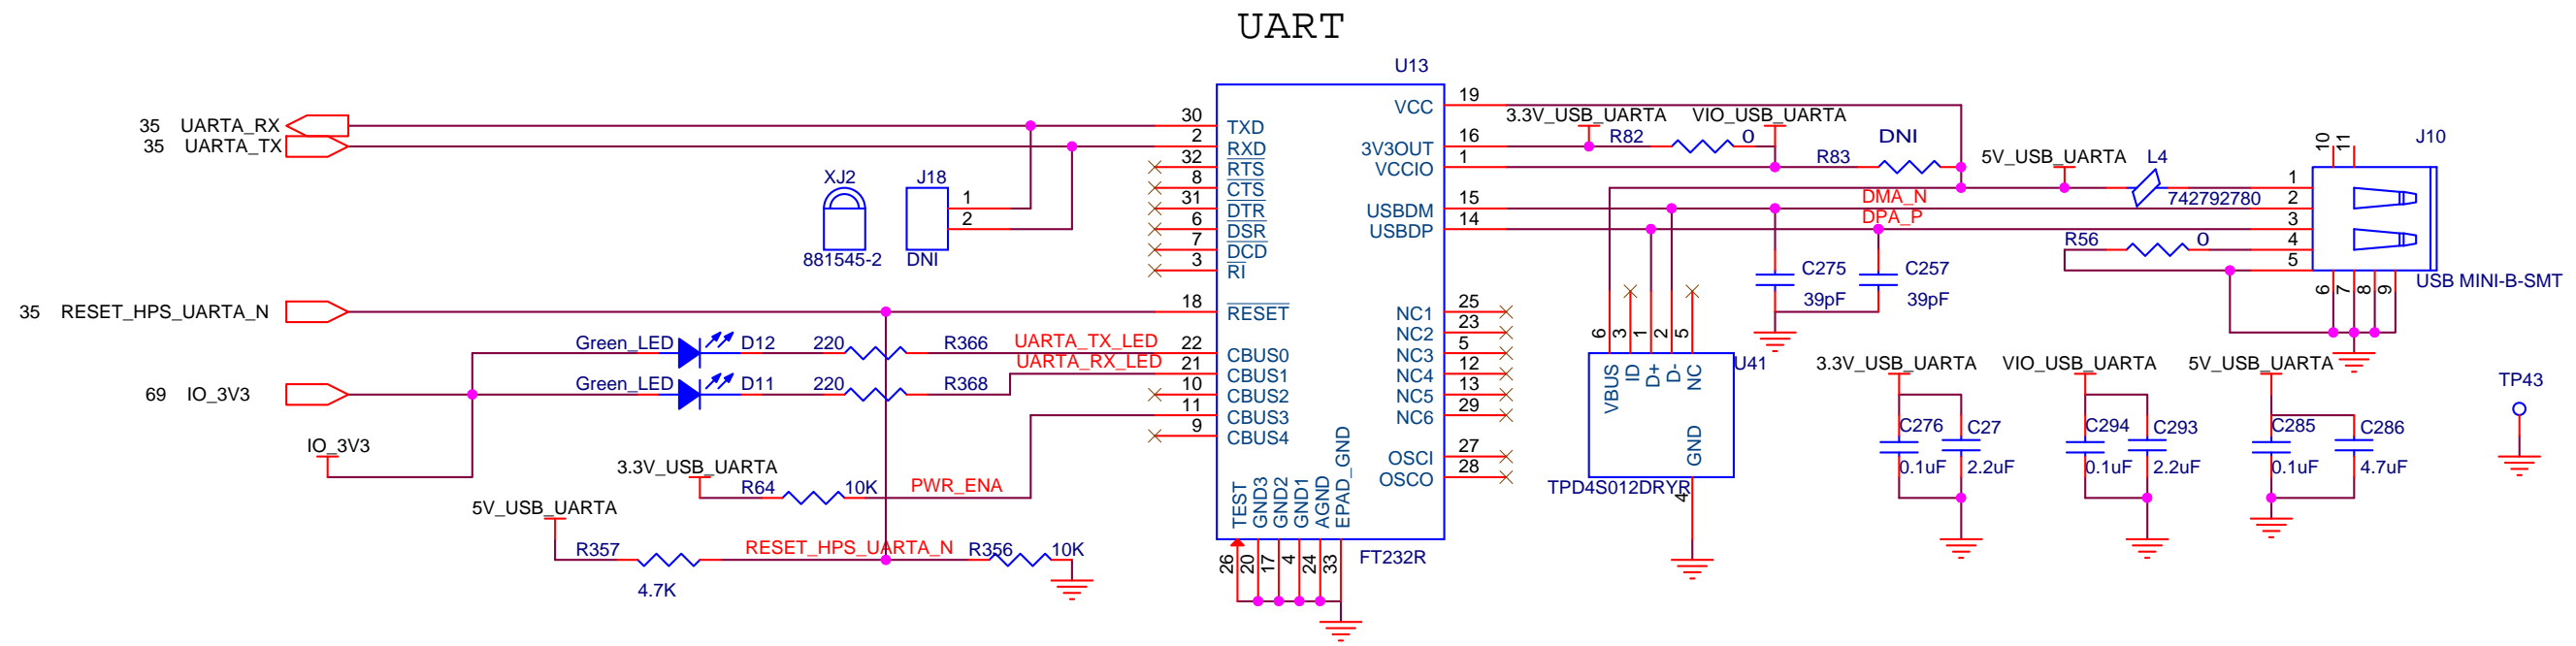 UART
U13
35 UARTA_RX
35 UARTA_TX
35 RESET_HPS_UARTA_N
69 IO_3V3
IO_3V3
XJ2
881545-2
J18
1
2
DNI
Green_LED D12 220 R366 UARTA_TX_LED
Green_LED D11 220 R368 UARTA_RX_LED
3.3V_USB_UARTA
R64 10K PWR_ENA
5V_USB_UARTA
R357 RESET_HPS_UARTA_N R356 10K
4.7K
30 TXD
2 RXD
32 RTS
8 CTS
31 DTR
6 DSR
7 DCD
3 RI
18 RESET
22 CBUS0
21 CBUS1
10 CBUS2
11 CBUS3
9 CBUS4
VCC 19
3V3OUT 16
VCCIO 1
USBDM 15
USBDP 14
NC1 25
NC2 23
NC3 5
NC4 12
NC5 13
NC6 29
OSCI 27
OSCO 28
TEST 26
GND3 20
GND2 17
GND1 4
AGND 24
EPAD_GND 33
FT232R
3.3V_USB_UARTA VIO_USB_UARTA
R82 0
R83 DNI
5V_USB_UARTA L4
742792780
DMA_N
DPA_P
R56 0
C275
39pF
C257
39pF
6 VBUS
3 ID
1 D+
2 D-
5 NC
GND
4
U41
TPD4S012DRYR
J10
10 11
1
2
3
4
5
6 7 8 9
USB MINI-B-SMT
3.3V_USB_UARTA
C276 C27
0.1uF 2.2uF
VIO_USB_UARTA
C294 C293
0.1uF 2.2uF
5V_USB_UARTA
C285 C286
0.1uF 4.7uF
TP43